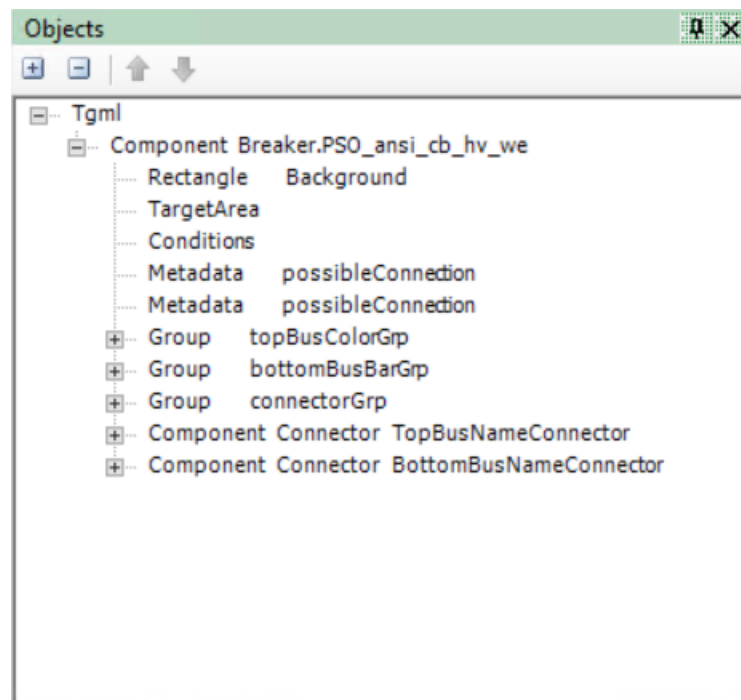 Objects
Tgml
Component Breaker.PSO_ansi_cb_hv_we
Rectangle Background
TargetArea
Conditions
Metadata possibleConnection
Metadata possibleConnection
Group topBusColorGrp
Group bottomBusBarGrp
Group connectorGrp
Component Connector TopBusNameConnector
Component Connector BottomBusNameConnector